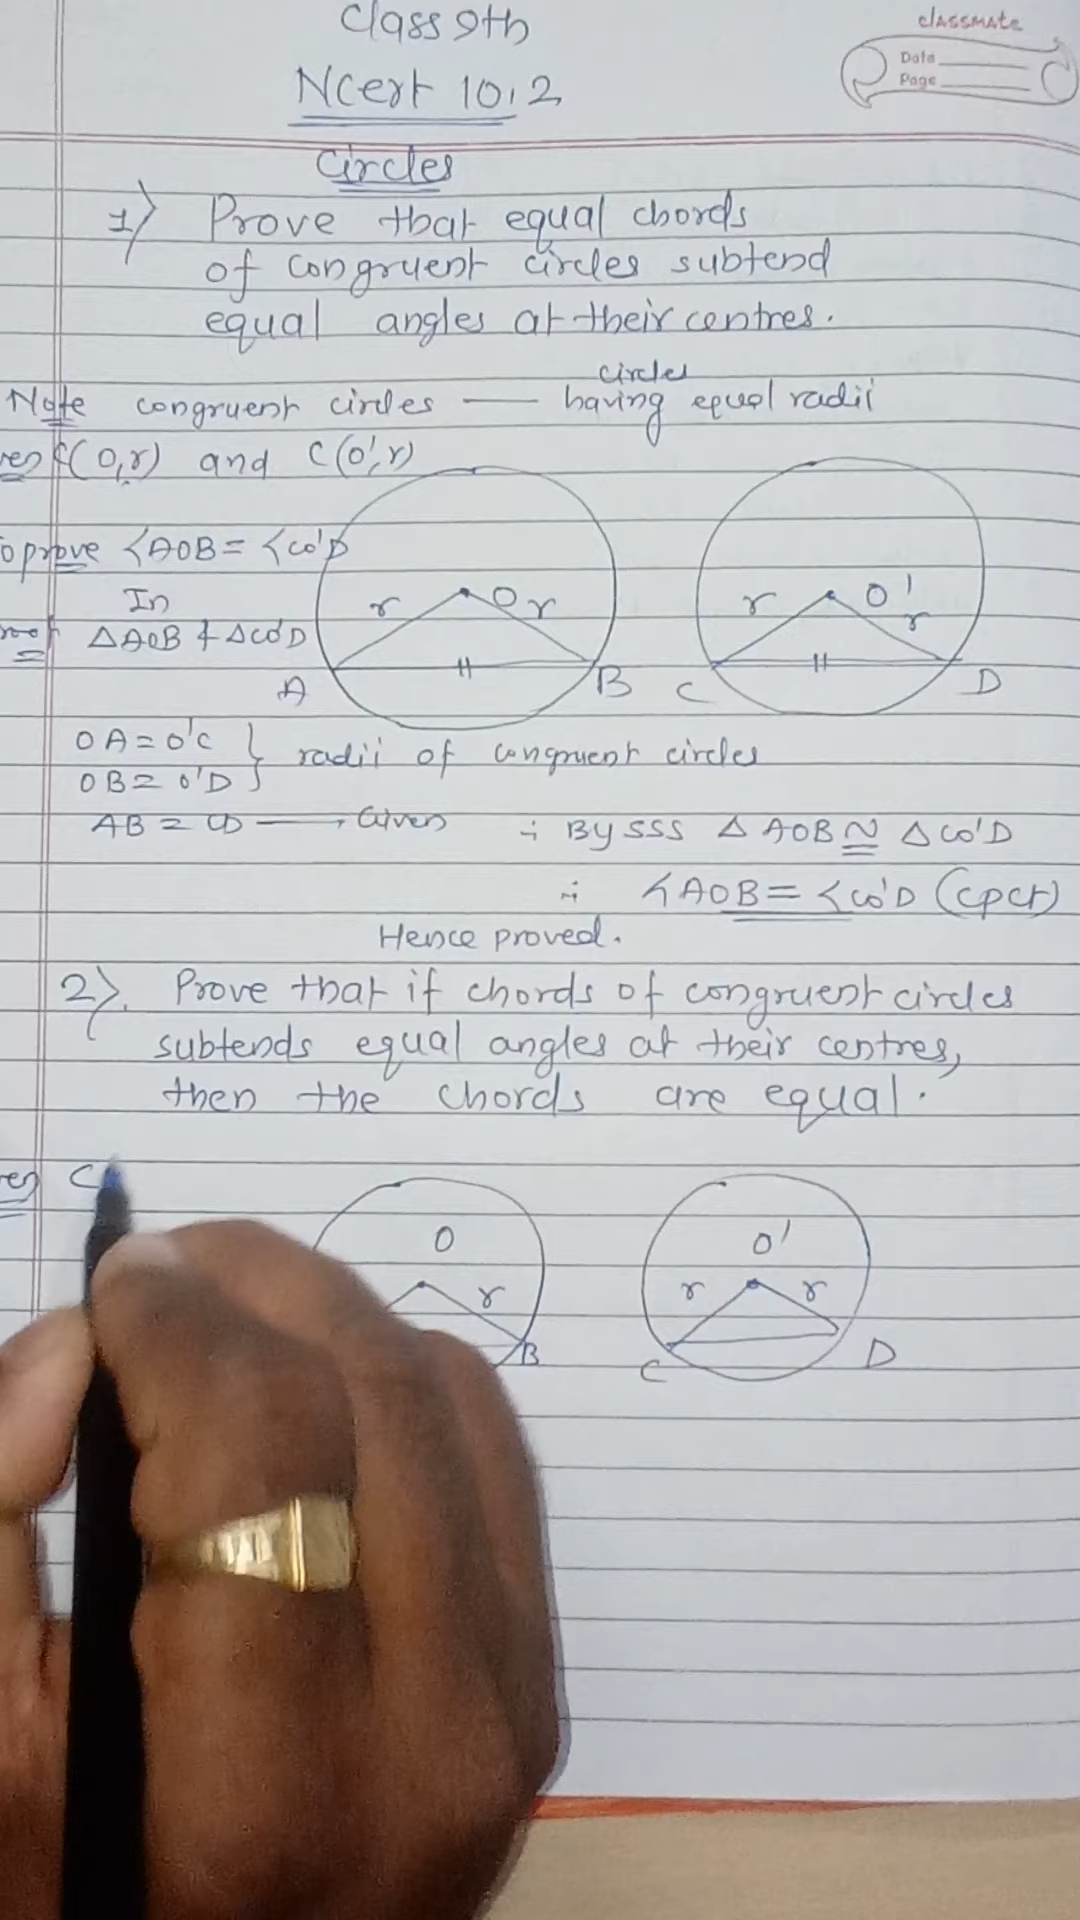 Class 9th
classmate
Date
Page
Ncert 10.2
Circles
1) Prove that equal chords
of congruent circles subtend
equal angles at their centres.
circles
Note congruent circles — having equal radii
C(O,r) and C(O',r)
To prove ∠AOB = ∠CO'D
In
ΔAOB & ΔCO'D
r O r
r O' r
A B C D
OA = O'C
OB = O'D } radii of congruent circles
AB = CD → Given ∴ By SSS Δ AOB ≅ Δ CO'D
∴ ∠AOB = ∠CO'D (cpct)
Hence proved.
2). Prove that if chords of congruent circles
subtends equal angles at their centres,
then the chords are equal.
C
O O'
r r r
B C D